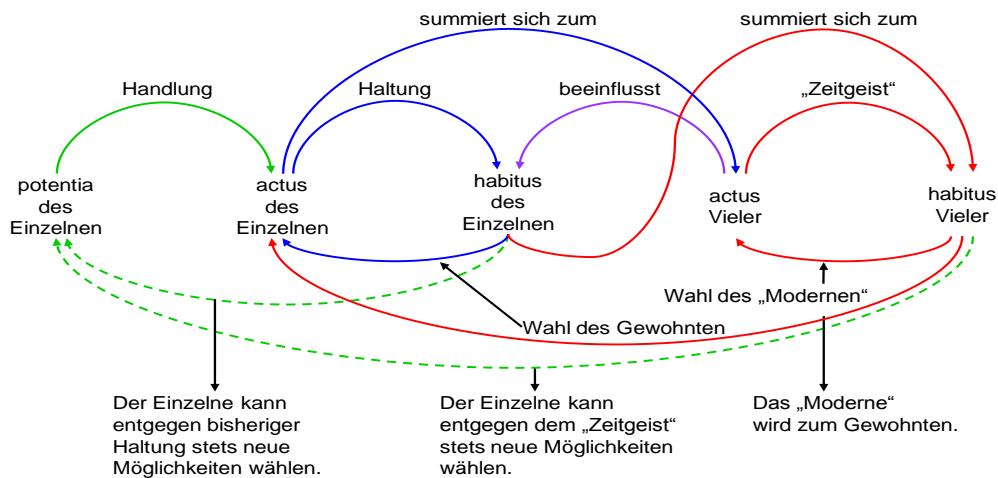 summiert sich zum
summiert sich zum
Handlung
Haltung
beeinflusst
„Zeitgeist“
potentia
des
Einzelnen
actus
des
Einzelnen
habitus
des
Einzelnen
actus
Vieler
habitus
Vieler
Wahl des „Modernen“
Wahl des Gewohnten
Der Einzelne kann
entgegen bisheriger
Haltung stets neue
Möglichkeiten wählen.
Der Einzelne kann
entgegen dem „Zeitgeist“
stets neue Möglichkeiten
wählen.
Das „Moderne“
wird zum Gewohnten.